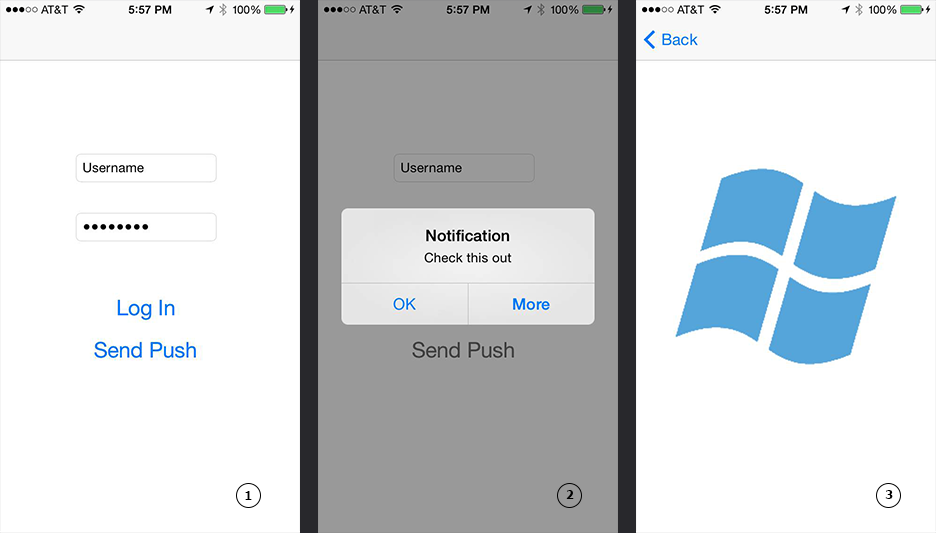 AT&T 5:57 PM 100%
Username
●●●●●●●●
Log In
Send Push
1
AT&T 5:57 PM 100%
Username
Notification
Check this out
OK More
Send Push
2
AT&T 5:57 PM 100%
Back
3